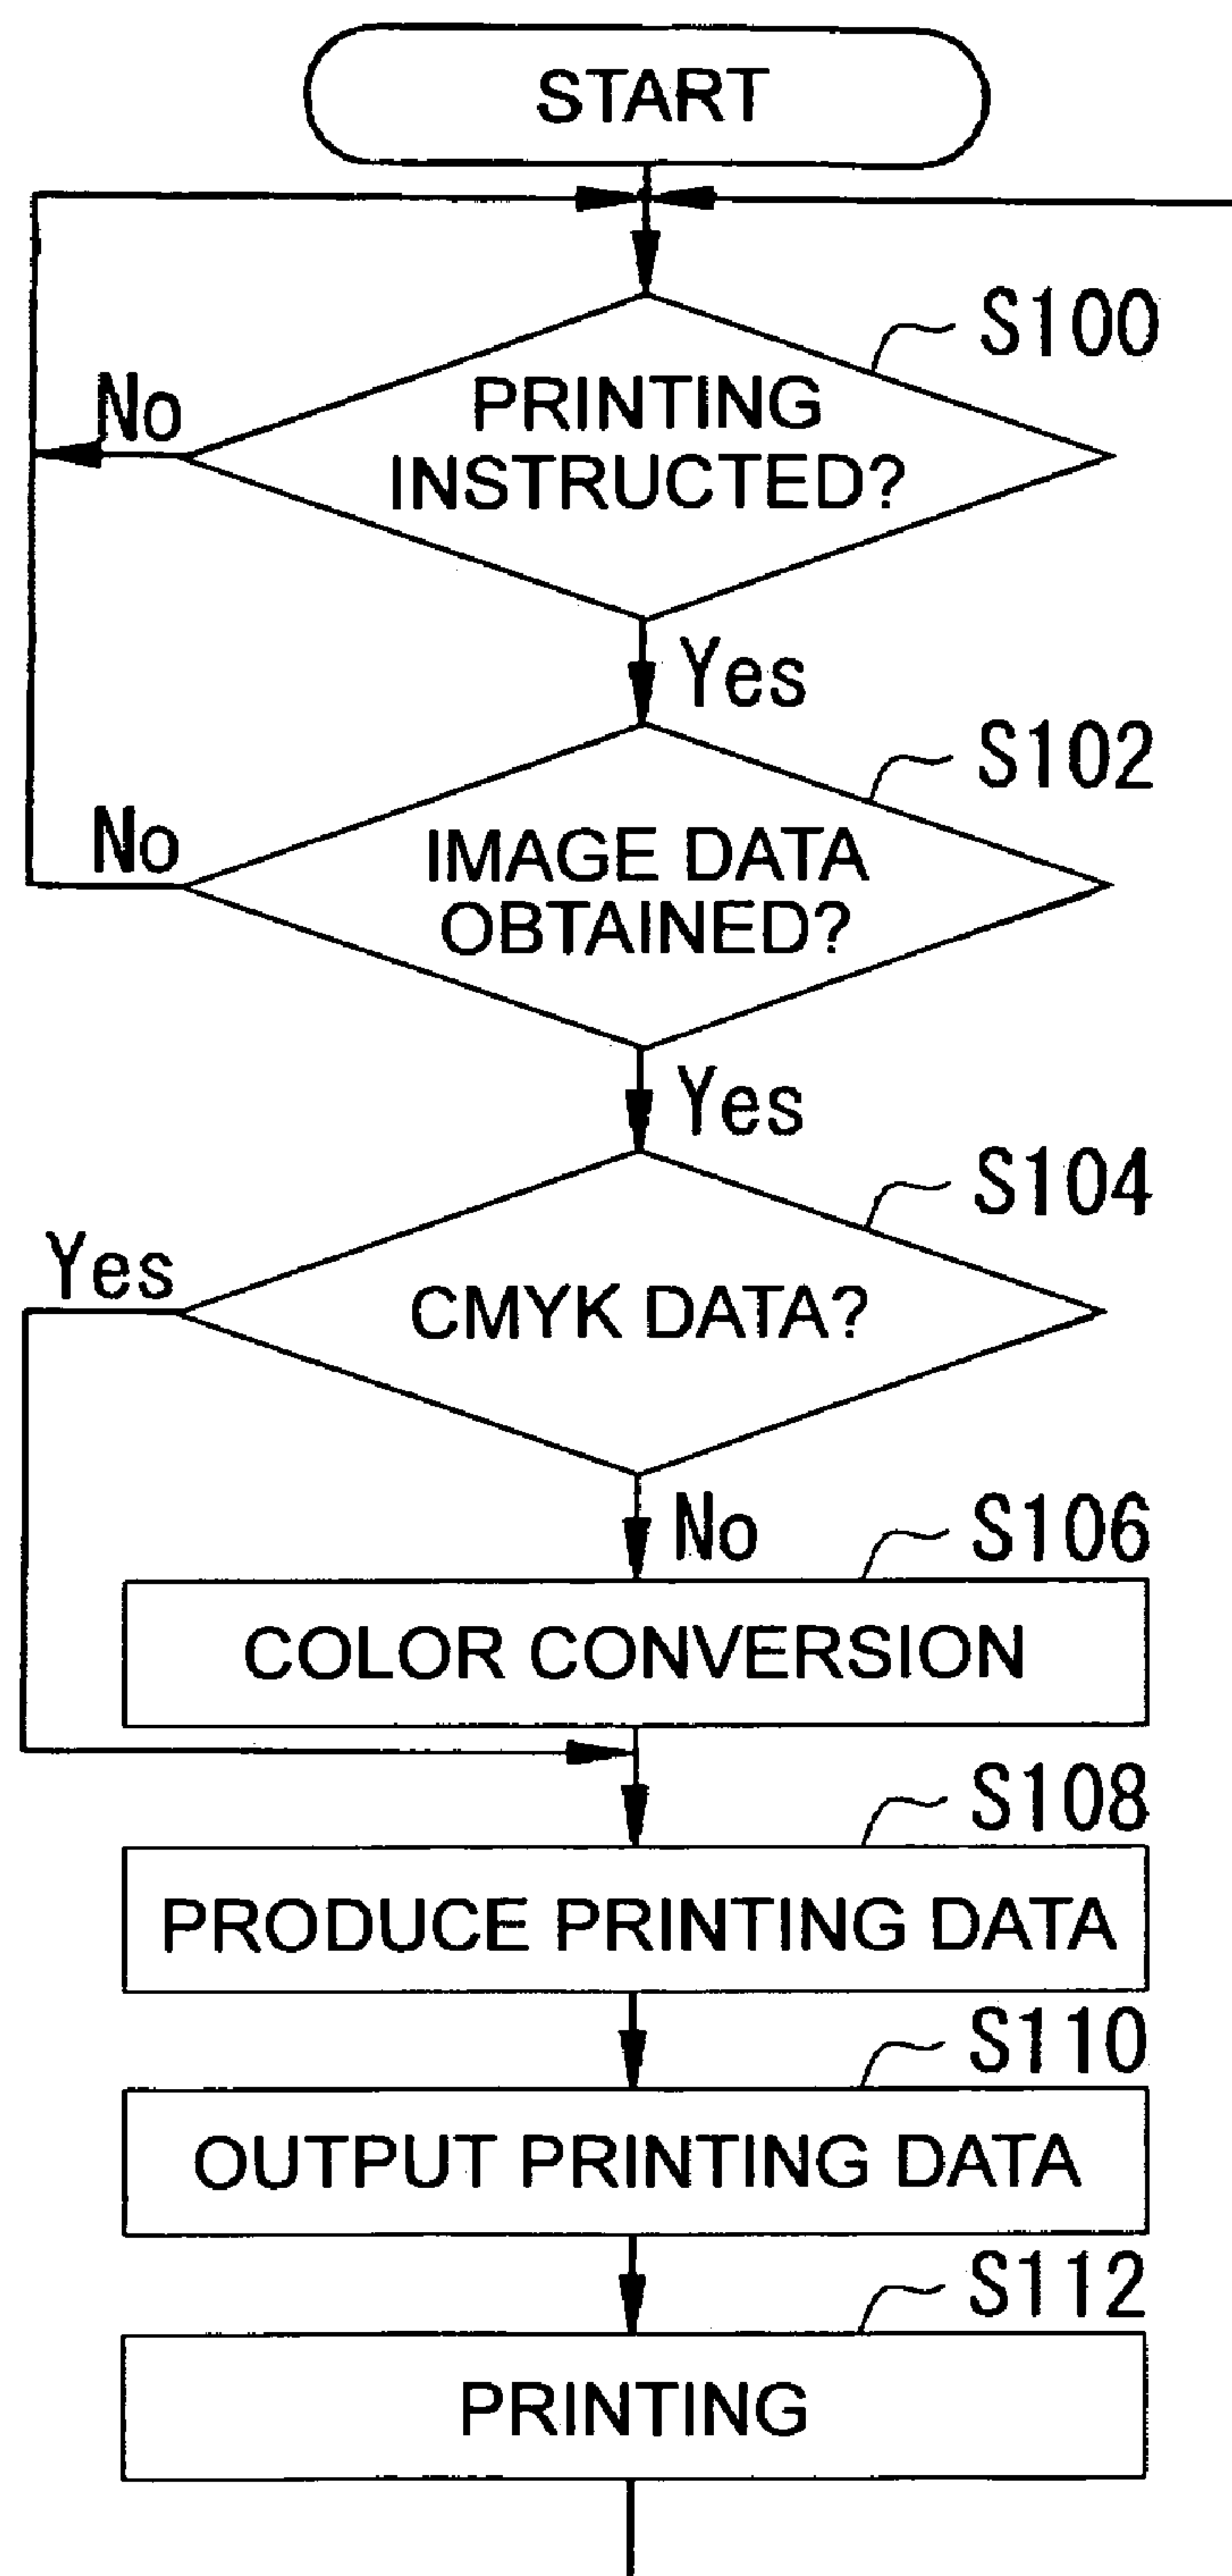 START
S100
PRINTING
INSTRUCTED?
No
Yes
S102
IMAGE DATA
OBTAINED?
No
Yes
S104
Yes
CMYK DATA?
No
S106
COLOR CONVERSION
S108
PRODUCE PRINTING DATA
S110
OUTPUT PRINTING DATA
S112
PRINTING